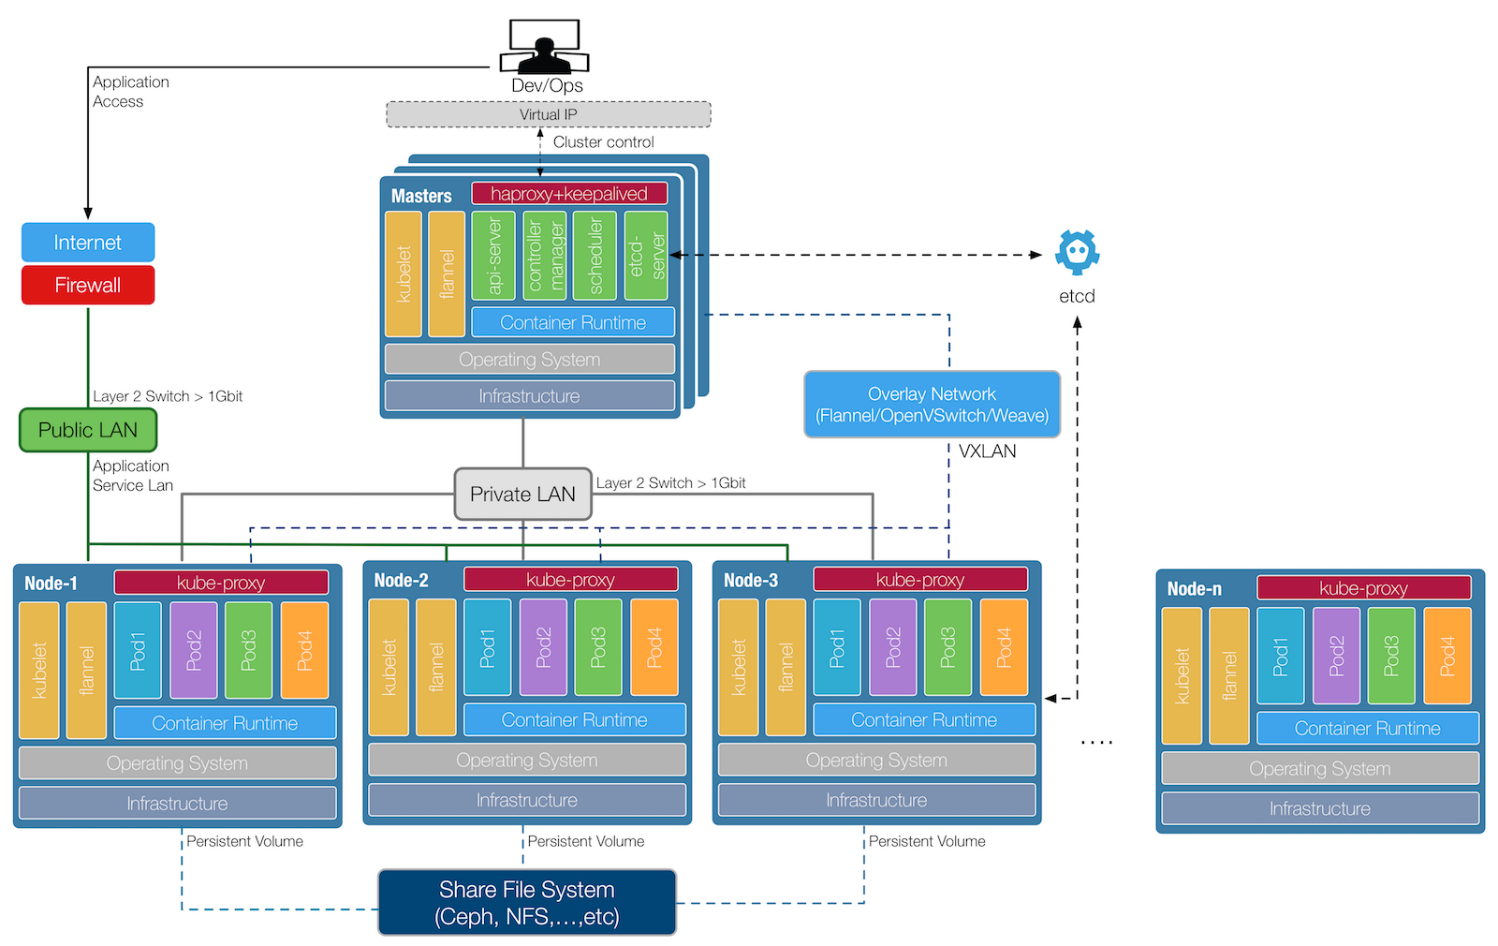 Dev/Ops
Application
Access
Virtual IP
Cluster control
Masters
haproxy+keepalived
kubelet
flannel
api-server
controller
manager
scheduler
etcd-
server
Container Runtime
Operating System
Infrastructure
Internet
Firewall
etcd
Layer 2 Switch > 1Gbit
Public LAN
Application
Service Lan
Overlay Network
(Flannel/OpenVSwitch/Weave)
VXLAN
Private LAN
Layer 2 Switch > 1Gbit
Node-1
kube-proxy
kubelet
flannel
Pod1
Pod2
Pod3
Pod4
Container Runtime
Operating System
Infrastructure
Node-2
kube-proxy
kubelet
flannel
Pod1
Pod2
Pod3
Pod4
Container Runtime
Operating System
Infrastructure
Node-3
kube-proxy
kubelet
flannel
Pod1
Pod2
Pod3
Pod4
Container Runtime
Operating System
Infrastructure
....
Node-n
kube-proxy
kubelet
flannel
Pod1
Pod2
Pod3
Pod4
Container Runtime
Operating System
Infrastructure
Persistent Volume
Persistent Volume
Persistent Volume
Share File System
(Ceph, NFS,...,etc)